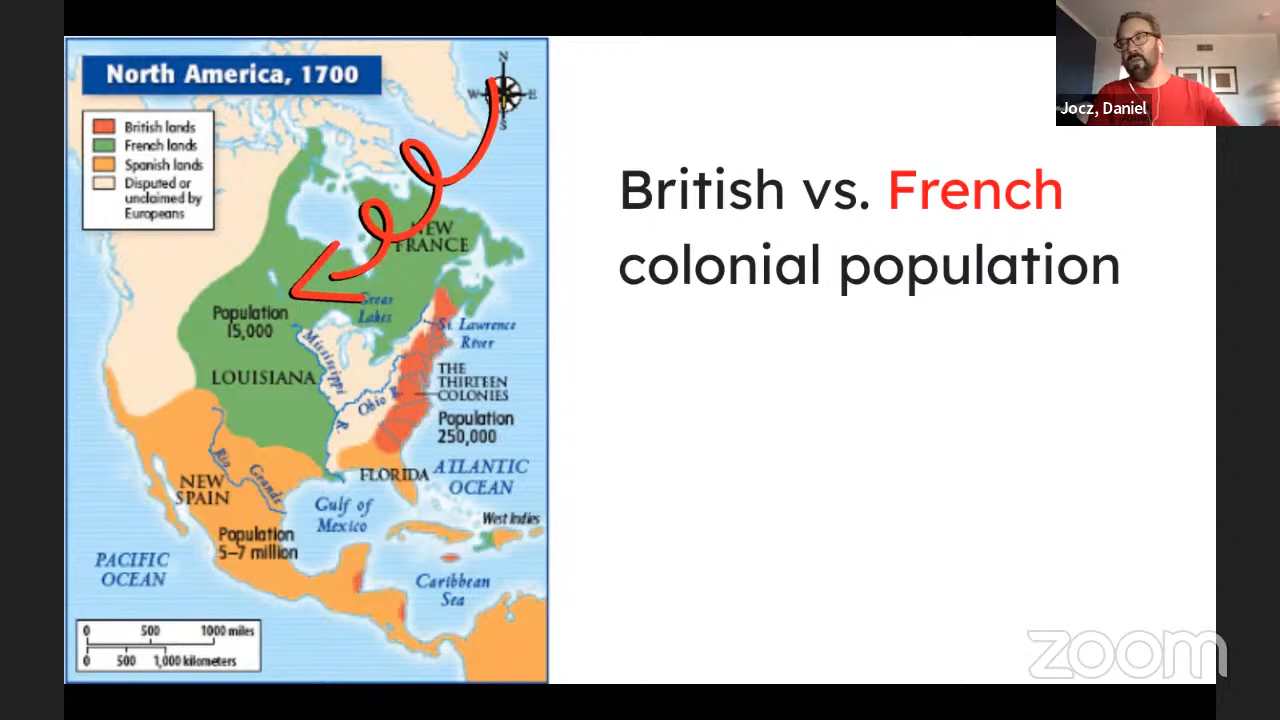 North America, 1700
British lands
French lands
Spanish lands
Disputed or
unclaimed by
Europeans
N
W
E
S
NEW
FRANCE
Great
Lakes
Population
15,000
St. Lawrence
River
Mississippi
R.
LOUISIANA
Ohio R.
THE
THIRTEEN
COLONIES
Population
250,000
Rio
Grande
NEW
SPAIN
FLORIDA
ATLANTIC
OCEAN
Gulf of
Mexico
West Indies
Population
5–7 million
PACIFIC
OCEAN
Caribbean
Sea
0 500 1000 miles
0 500 1,000 kilometers
British vs. French
colonial population
Jocz, Daniel
zoom